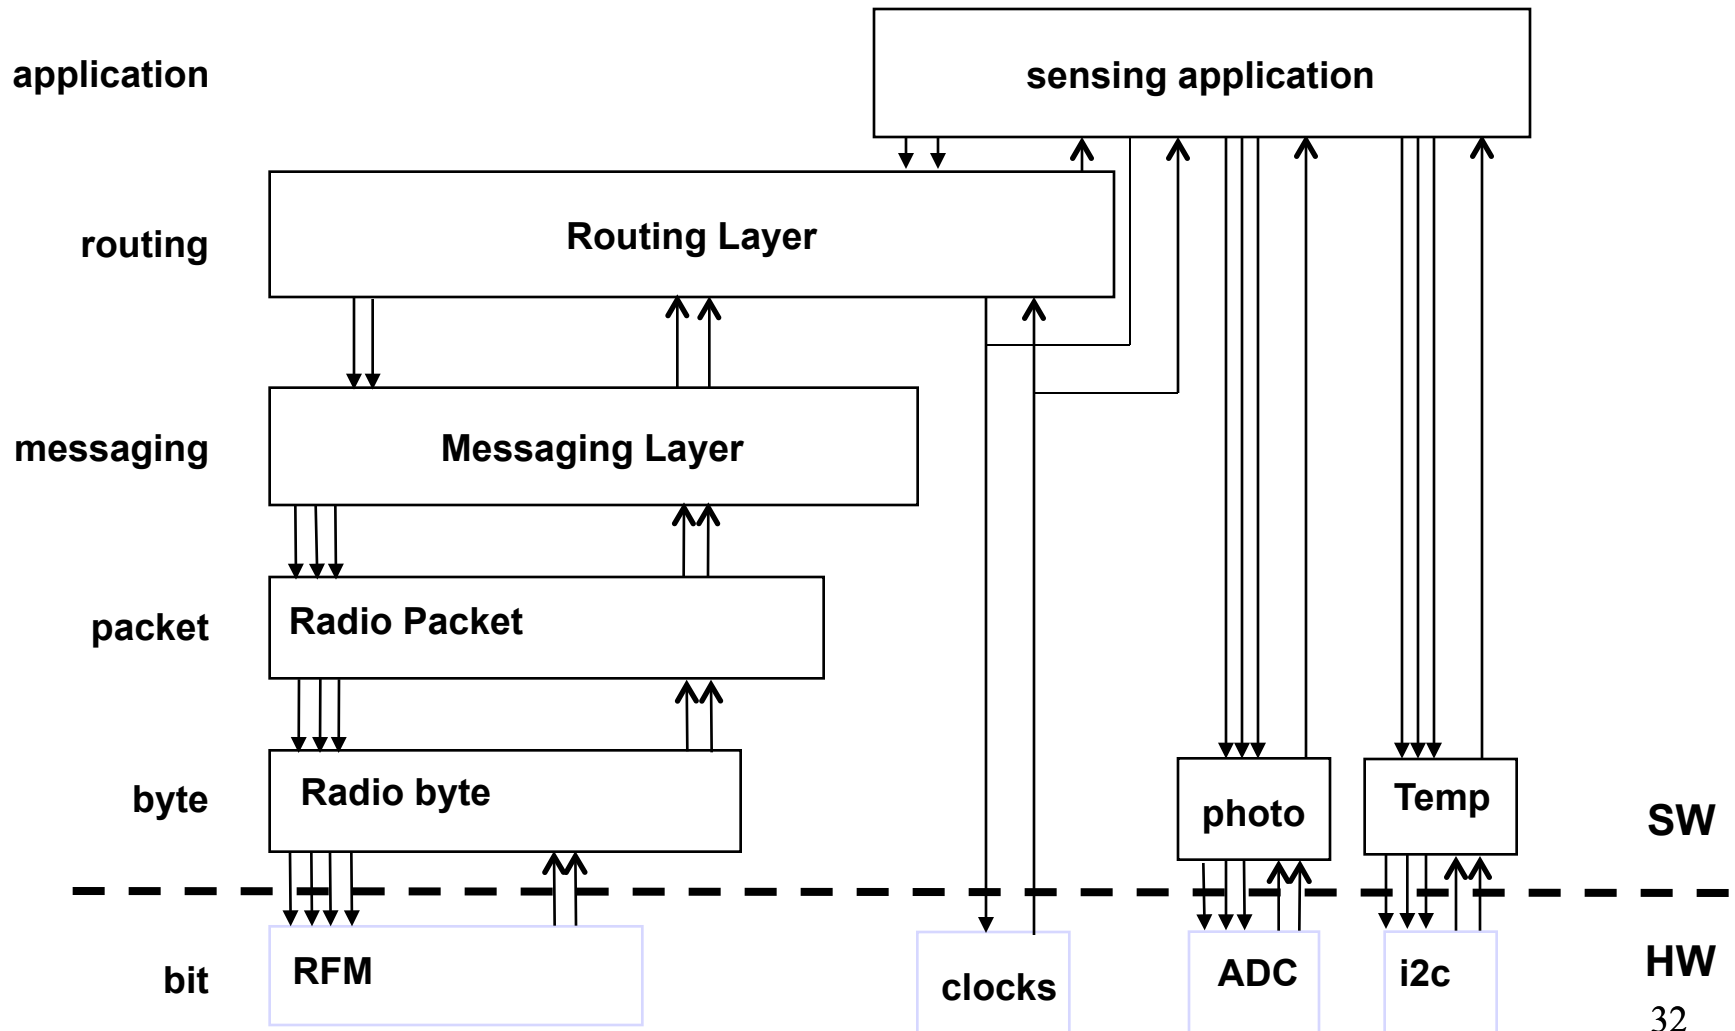 application
sensing application
routing
Routing Layer
messaging
Messaging Layer
packet
Radio Packet
byte
Radio byte
photo
Temp
SW
bit
RFM
clocks
ADC
i2c
HW
32